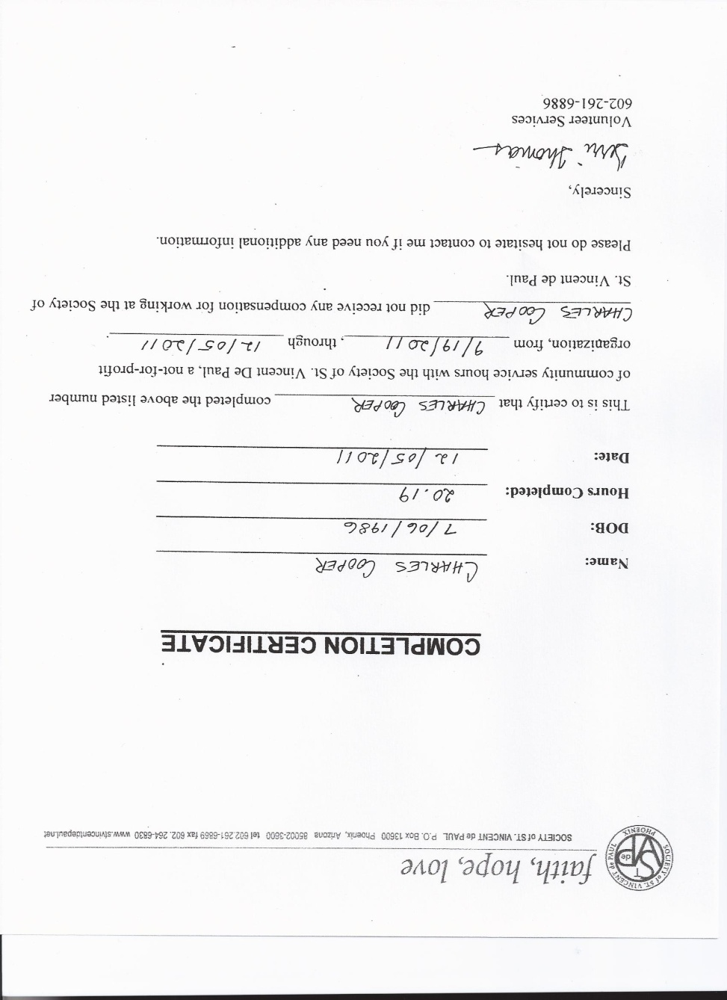 SOCIETY of ST. VINCENT de PAUL
ST
V de P
PHOENIX
faith, hope, love
SOCIETY of ST. VINCENT de PAUL P.O. Box 13600 Phoenix, Arizona 85002-3600 tel 602.261-6869 fax 602. 264-6830 www.stvincentdepaul.net
COMPLETION CERTIFICATE
Name: CHARLES COOPER
DOB: 7/06/1986
Hours Completed: 20.19
Date: 12/05/2011
This is to certify that CHARLES COOPER completed the above listed number
of community service hours with the Society of St. Vincent De Paul, a not-for-profit
organization, from 9/19/2011, through 12/05/2011.
CHARLES COOPER did not receive any compensation for working at the Society of
St. Vincent de Paul.
Please do not hesitate to contact me if you need any additional information.
Sincerely,
Thomas
Volunteer Services
602-261-6886